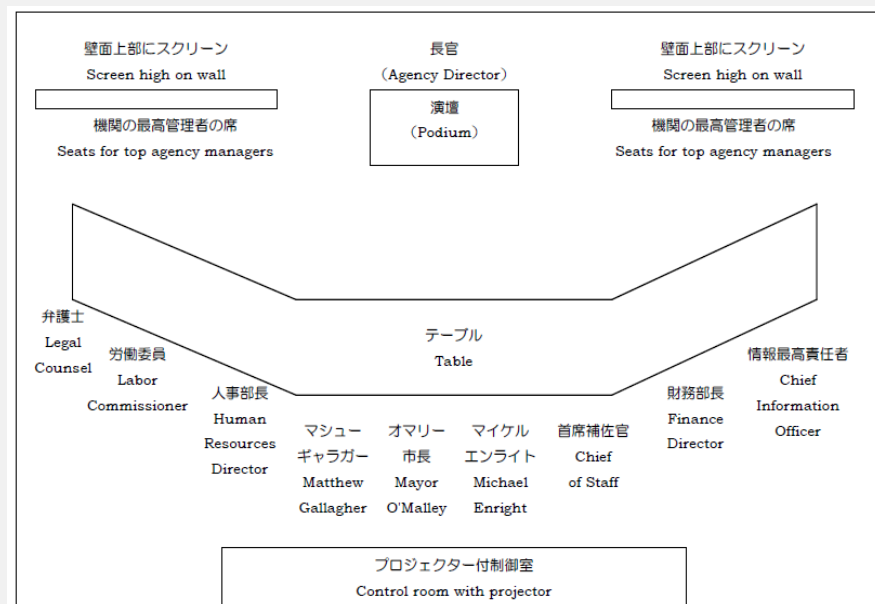 壁面上部にスクリーン
Screen high on wall
機関の最高管理者の席
Seats for top agency managers
長官
（Agency Director）
演壇
（Podium）
壁面上部にスクリーン
Screen high on wall
機関の最高管理者の席
Seats for top agency managers
テーブル
Table
弁護士
Legal
Counsel
労働委員
Labor
Commissioner
人事部長
Human
Resources
Director
マシュー
ギャラガー
Matthew
Gallagher
オマリー
市長
Mayor
O'Malley
マイケル
エンライト
Michael
Enright
首席補佐官
Chief
of Staff
財務部長
Finance
Director
情報最高責任者
Chief
Information
Officer
プロジェクター付制御室
Control room with projector